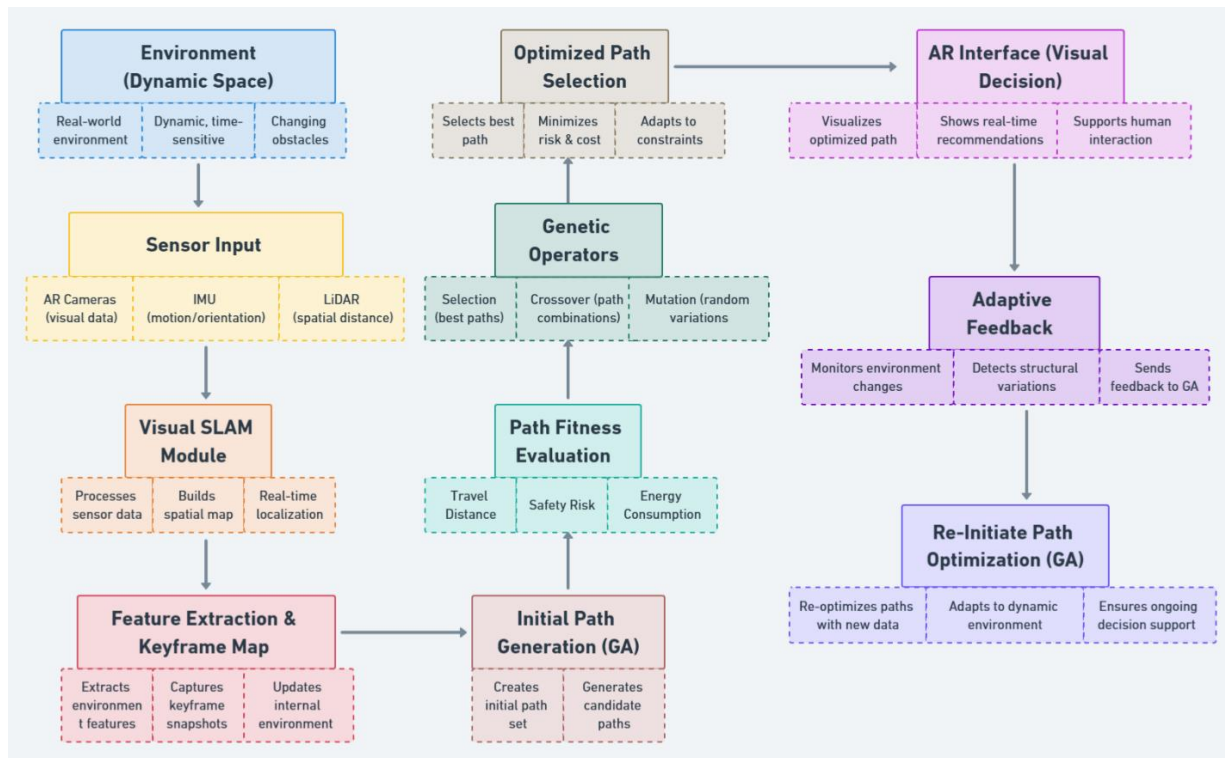 Environment
(Dynamic Space)
Real-world
environment
Dynamic, time-
sensitive
Changing
obstacles
Sensor Input
AR Cameras
(visual data)
IMU
(motion/orientation)
LiDAR
(spatial distance)
Visual SLAM
Module
Processes
sensor data
Builds
spatial map
Real-time
localization
Feature Extraction &
Keyframe Map
Extracts
environmen
t features
Captures
keyframe
snapshots
Updates
internal
environment
Initial Path
Generation (GA)
Creates
initial path
set
Generates
candidate
paths
Path Fitness
Evaluation
Travel
Distance
Safety Risk
Energy
Consumption
Genetic
Operators
Selection
(best paths)
Crossover (path
combinations)
Mutation (random
variations
Optimized Path
Selection
Selects best
path
Minimizes
risk & cost
Adapts to
constraints
AR Interface (Visual
Decision)
Visualizes
optimized path
Shows real-time
recommendations
Supports human
interaction
Adaptive
Feedback
Monitors environment
changes
Detects structural
variations
Sends
feedback to GA
Re-Initiate Path
Optimization (GA)
Re-optimizes paths
with new data
Adapts to dynamic
environment
Ensures ongoing
decision support